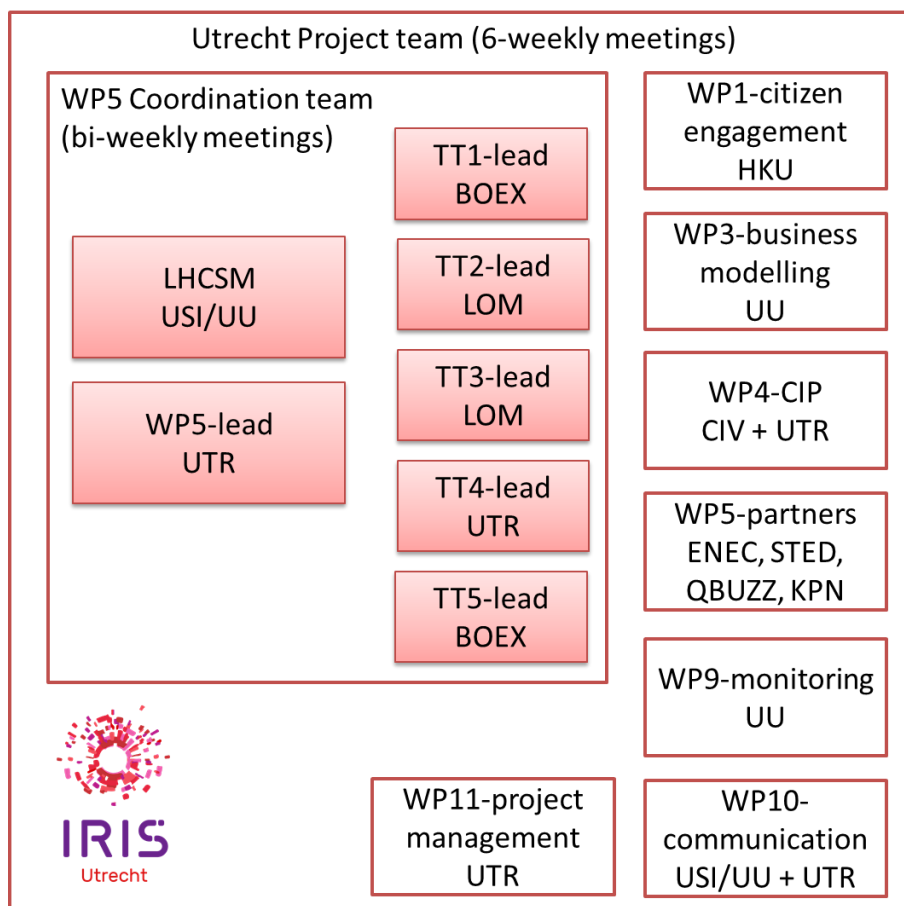 Utrecht Project team (6-weekly meetings)
WP5 Coordination team
(bi-weekly meetings)
LHCSM
USI/UU
WP5-lead
UTR
TT1-lead
BOEX
TT2-lead
LOM
TT3-lead
LOM
TT4-lead
UTR
TT5-lead
BOEX
WP1-citizen
engagement
HKU
WP3-business
modelling
UU
WP4-CIP
CIV + UTR
WP5-partners
ENEC, STED,
QBUZZ, KPN
WP9-monitoring
UU
WP10-
communication
USI/UU + UTR
WP11-project
management
UTR
IRIS
Utrecht